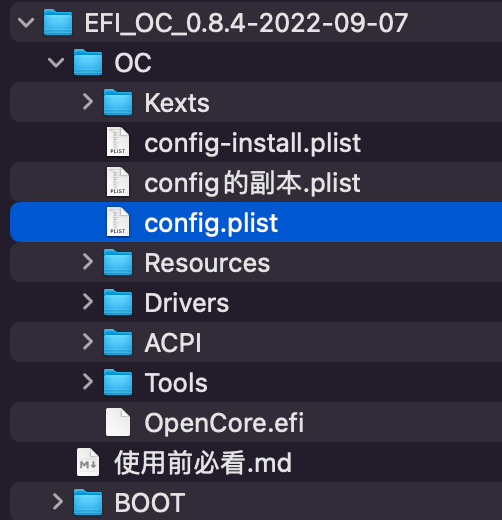 EFI_OC_0.8.4-2022-09-07
OC
Kexts
PLIST config-install.plist
PLIST config的副本.plist
PLIST config.plist
Resources
Drivers
ACPI
Tools
OpenCore.efi
M↓ 使用前必看.md
BOOT